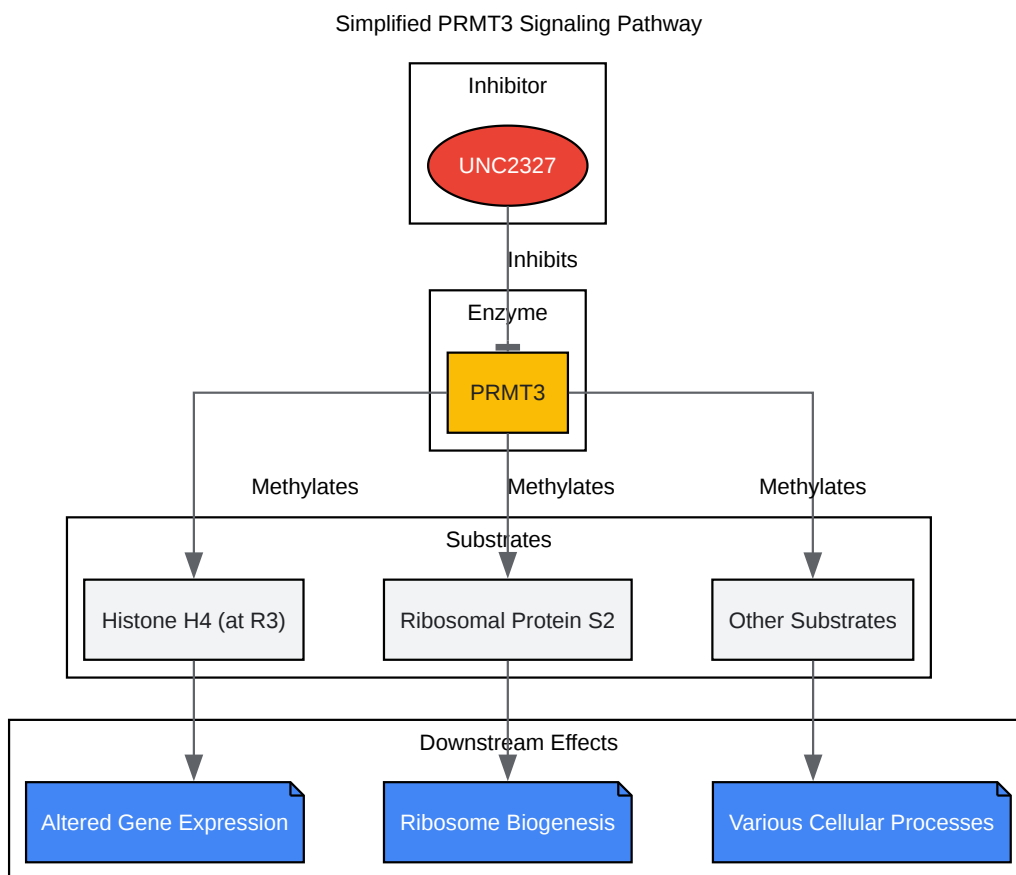 Simplified PRMT3 Signaling Pathway
Inhibitor
UNC2327
Inhibits
Enzyme
PRMT3
Methylates
Methylates
Methylates
Substrates
Histone H4 (at R3)
Ribosomal Protein S2
Other Substrates
Downstream Effects
Altered Gene Expression
Ribosome Biogenesis
Various Cellular Processes